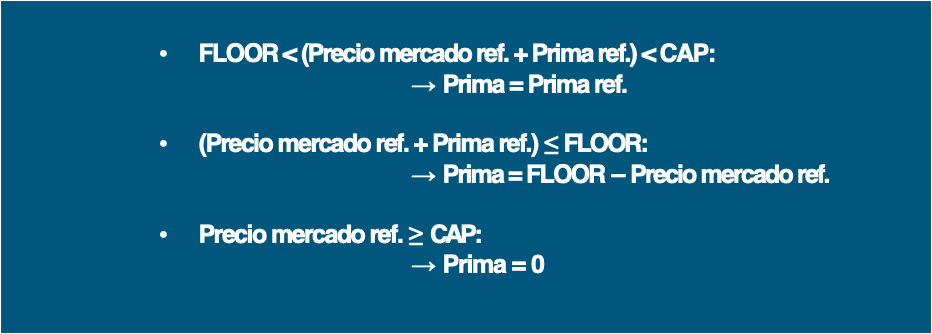 • FLOOR < (Precio mercado ref. + Prima ref.) < CAP:
→ Prima = Prima ref.
• (Precio mercado ref. + Prima ref.) ≤ FLOOR:
→ Prima = FLOOR – Precio mercado ref.
• Precio mercado ref. ≥ CAP:
→ Prima = 0